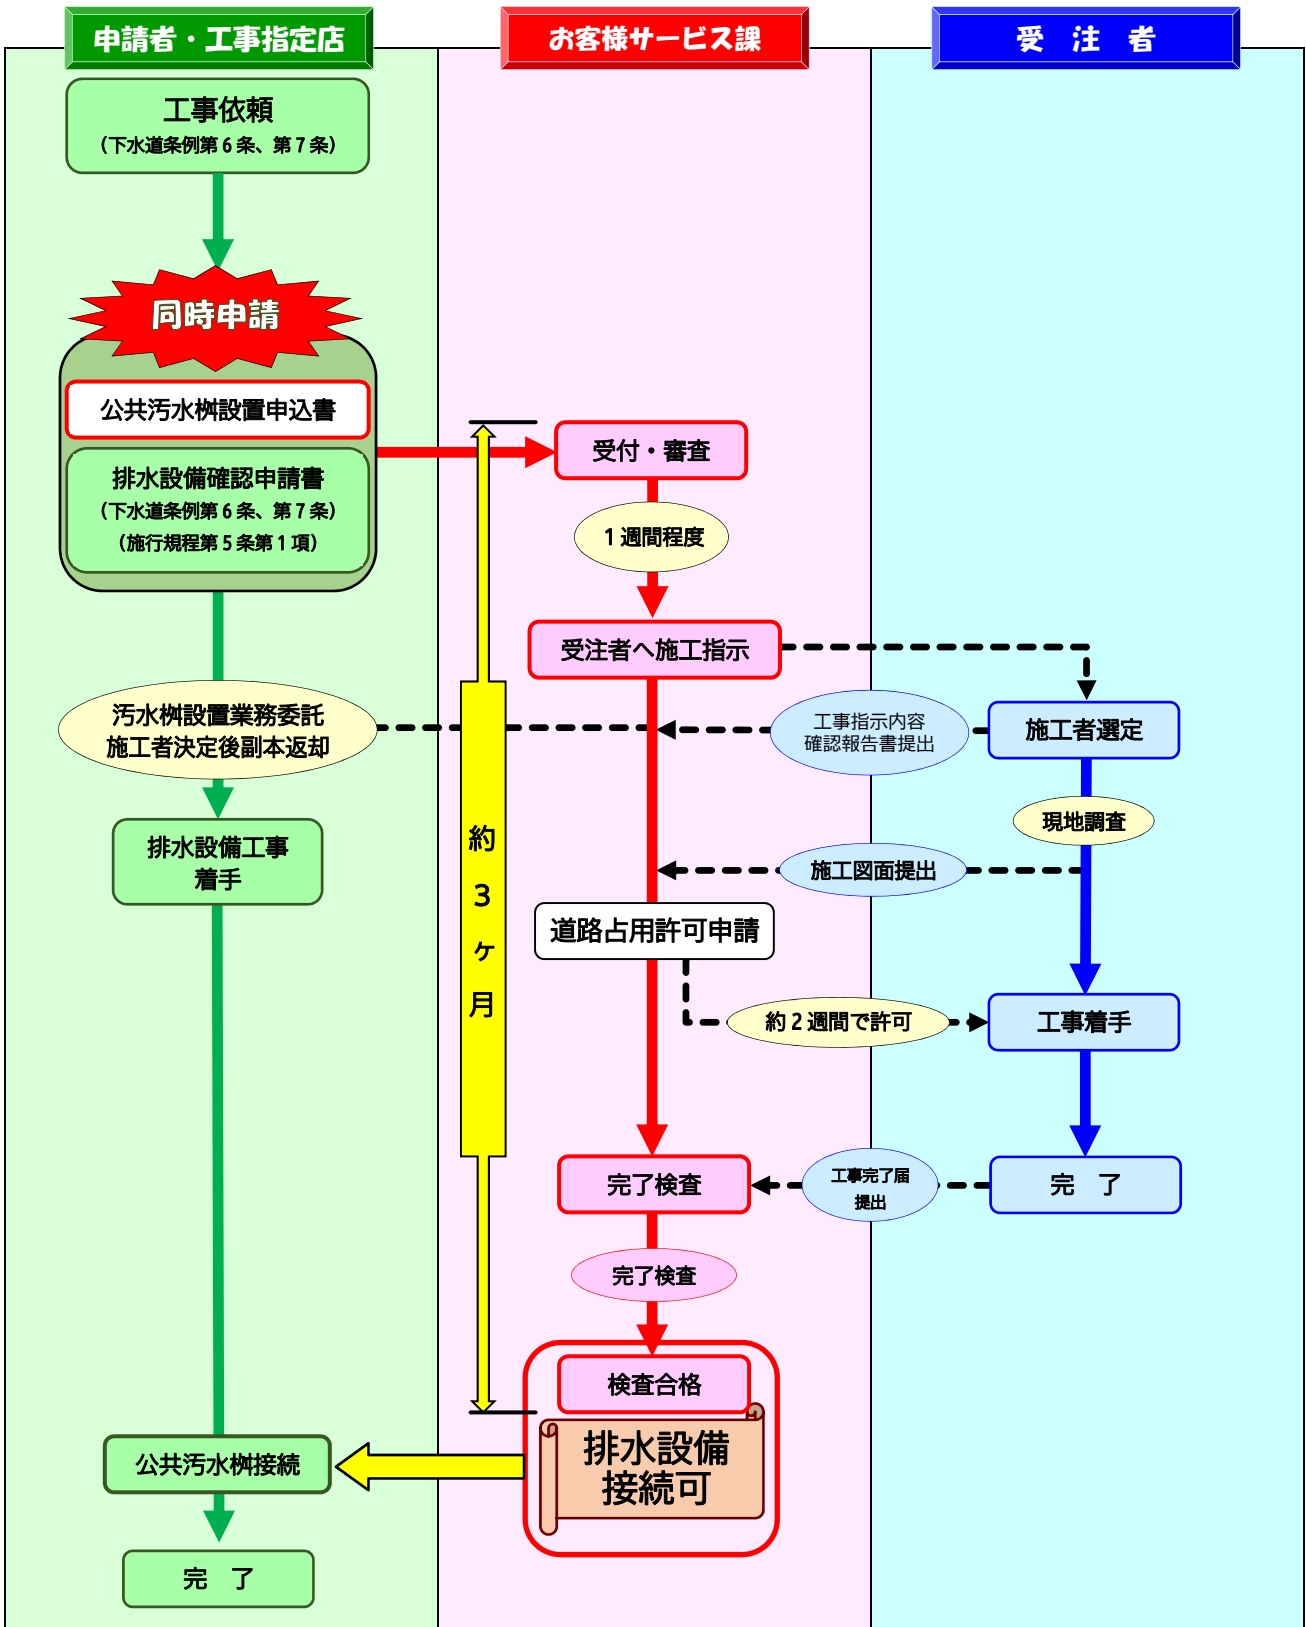 申請者・工事指定店
お客様サービス課
受　注　者
工事依頼
（下水道条例第６条、第７条）
同時申請
公共汚水桝設置申込書
排水設備確認申請書
（下水道条例第６条、第７条）
（施行規程第５条第１項）
受付・審査
１週間程度
受注者へ施工指示
汚水桝設置業務委託
施工者決定後副本返却
工事指示内容
確認報告書提出
施工者選定
現地調査
排水設備工事
着手
約
３
ヶ
月
施工図面提出
道路占用許可申請
約２週間で許可
工事着手
完了検査
工事完了届
提出
完　了
完了検査
検査合格
排水設備
接続可
公共汚水桝接続
完　了